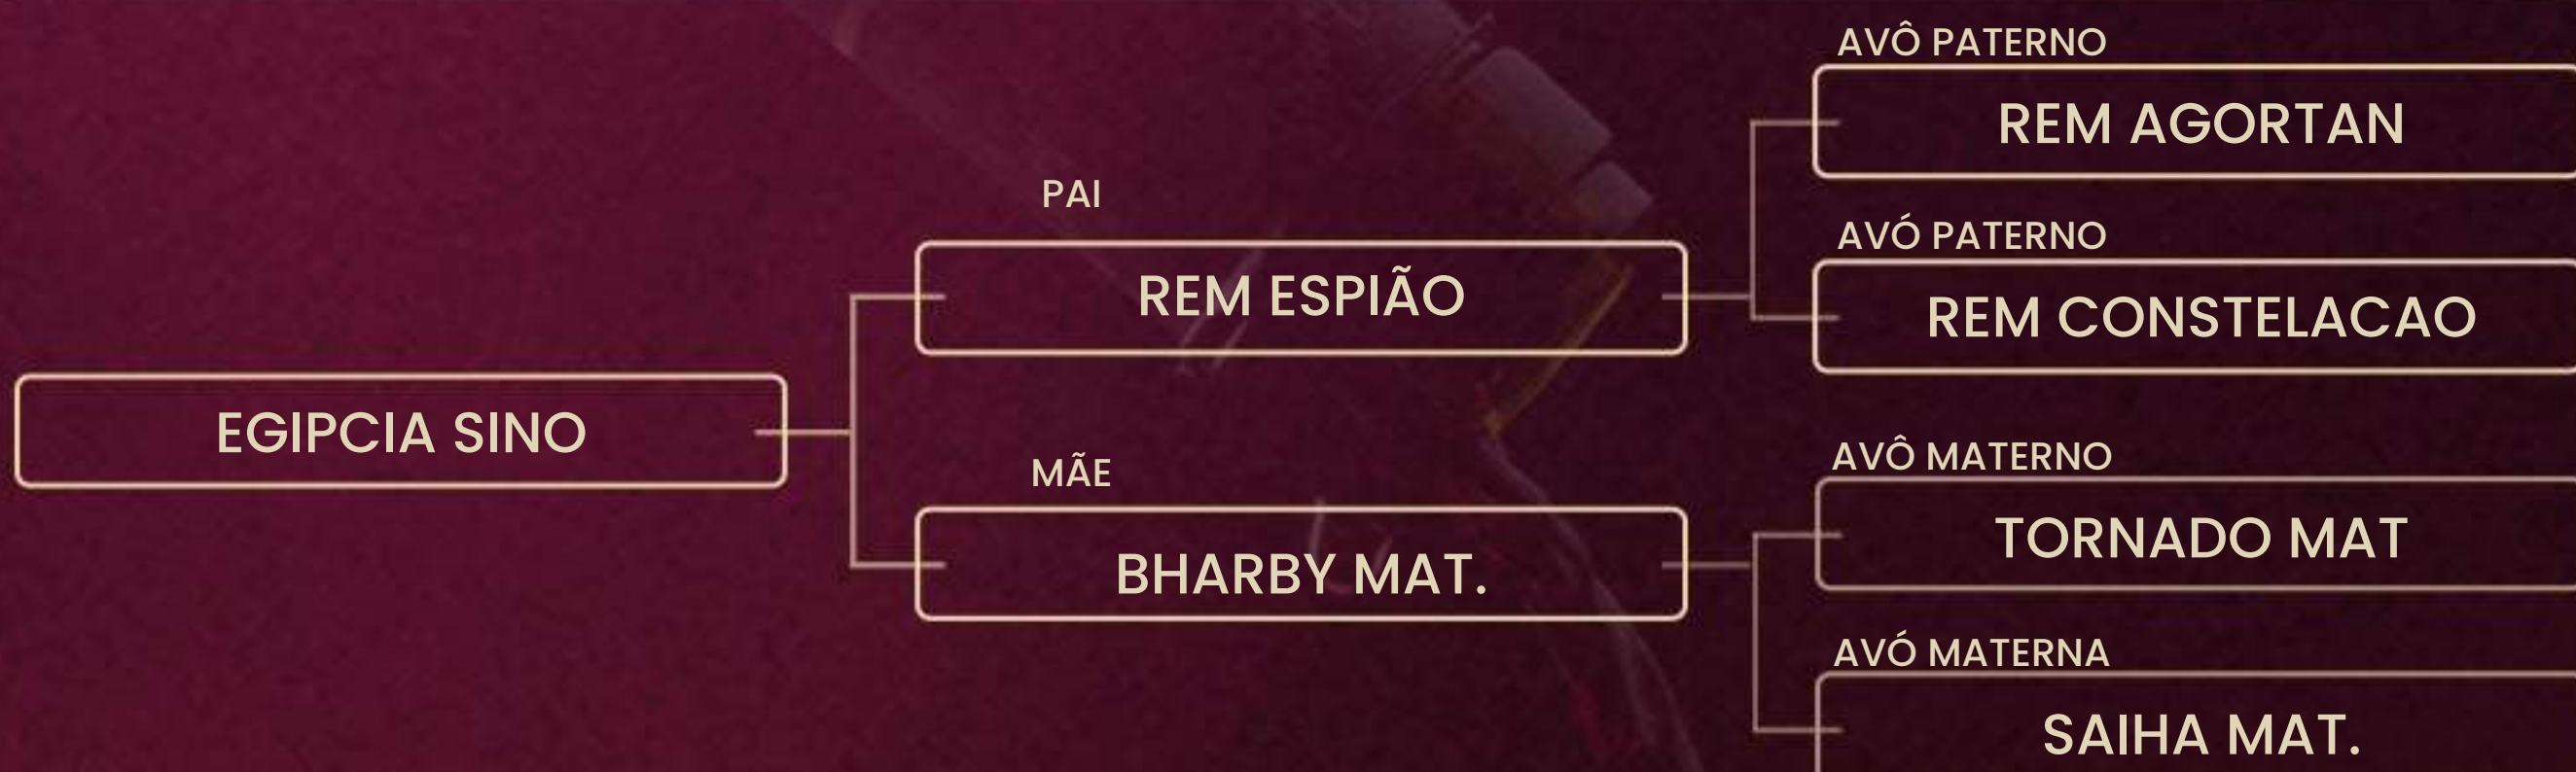 AVÔ PATERNO
REM AGORTAN
PAI
AVÓ PATERNO
REM ESPIÃO
REM CONSTELACAO
EGIPCIA SINO
AVÔ MATERNO
MÃE
TORNADO MAT
BHARBY MAT.
AVÓ MATERNA
SAIHA MAT.